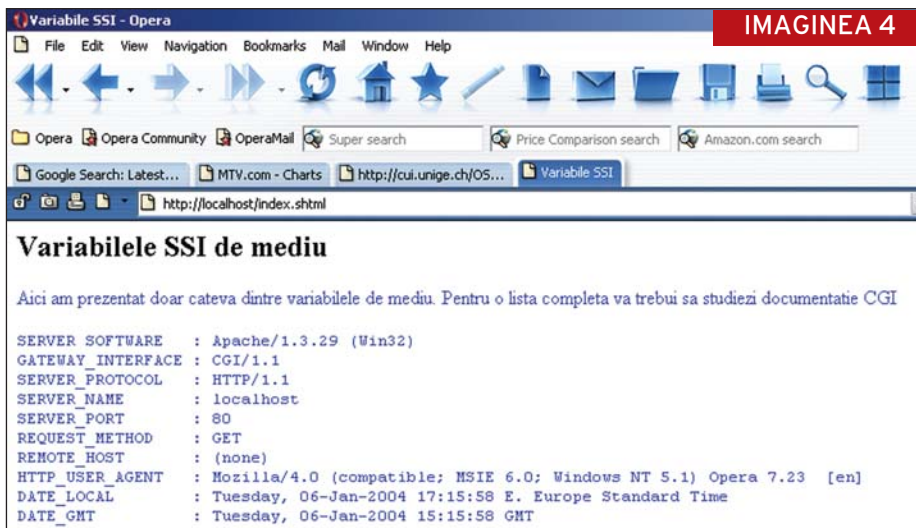 Variabile SSI - Opera
IMAGINEA 4
File Edit View Navigation Bookmarks Mail Window Help
Opera Opera Community OperaMail Super search Price Comparison search Amazon.com search
Google Search: Latest... MTV.com - Charts http://cui.unige.ch/OS... Variabile SSI
http://localhost/index.shtml
Variabilele SSI de mediu
Aici am prezentat doar cateva dintre variabilele de mediu. Pentru o lista completa va trebui sa studiezi documentatie CGI
SERVER SOFTWARE : Apache/1.3.29 (Win32)
GATEWAY_INTERFACE : CGI/1.1
SERVER_PROTOCOL : HTTP/1.1
SERVER_NAME : localhost
SERVER_PORT : 80
REQUEST_METHOD : GET
REMOTE_HOST : (none)
HTTP_USER_AGENT : Mozilla/4.0 (compatible; MSIE 6.0; Windows NT 5.1) Opera 7.23 [en]
DATE_LOCAL : Tuesday, 06-Jan-2004 17:15:58 E. Europe Standard Time
DATE_GMT : Tuesday, 06-Jan-2004 15:15:58 GMT